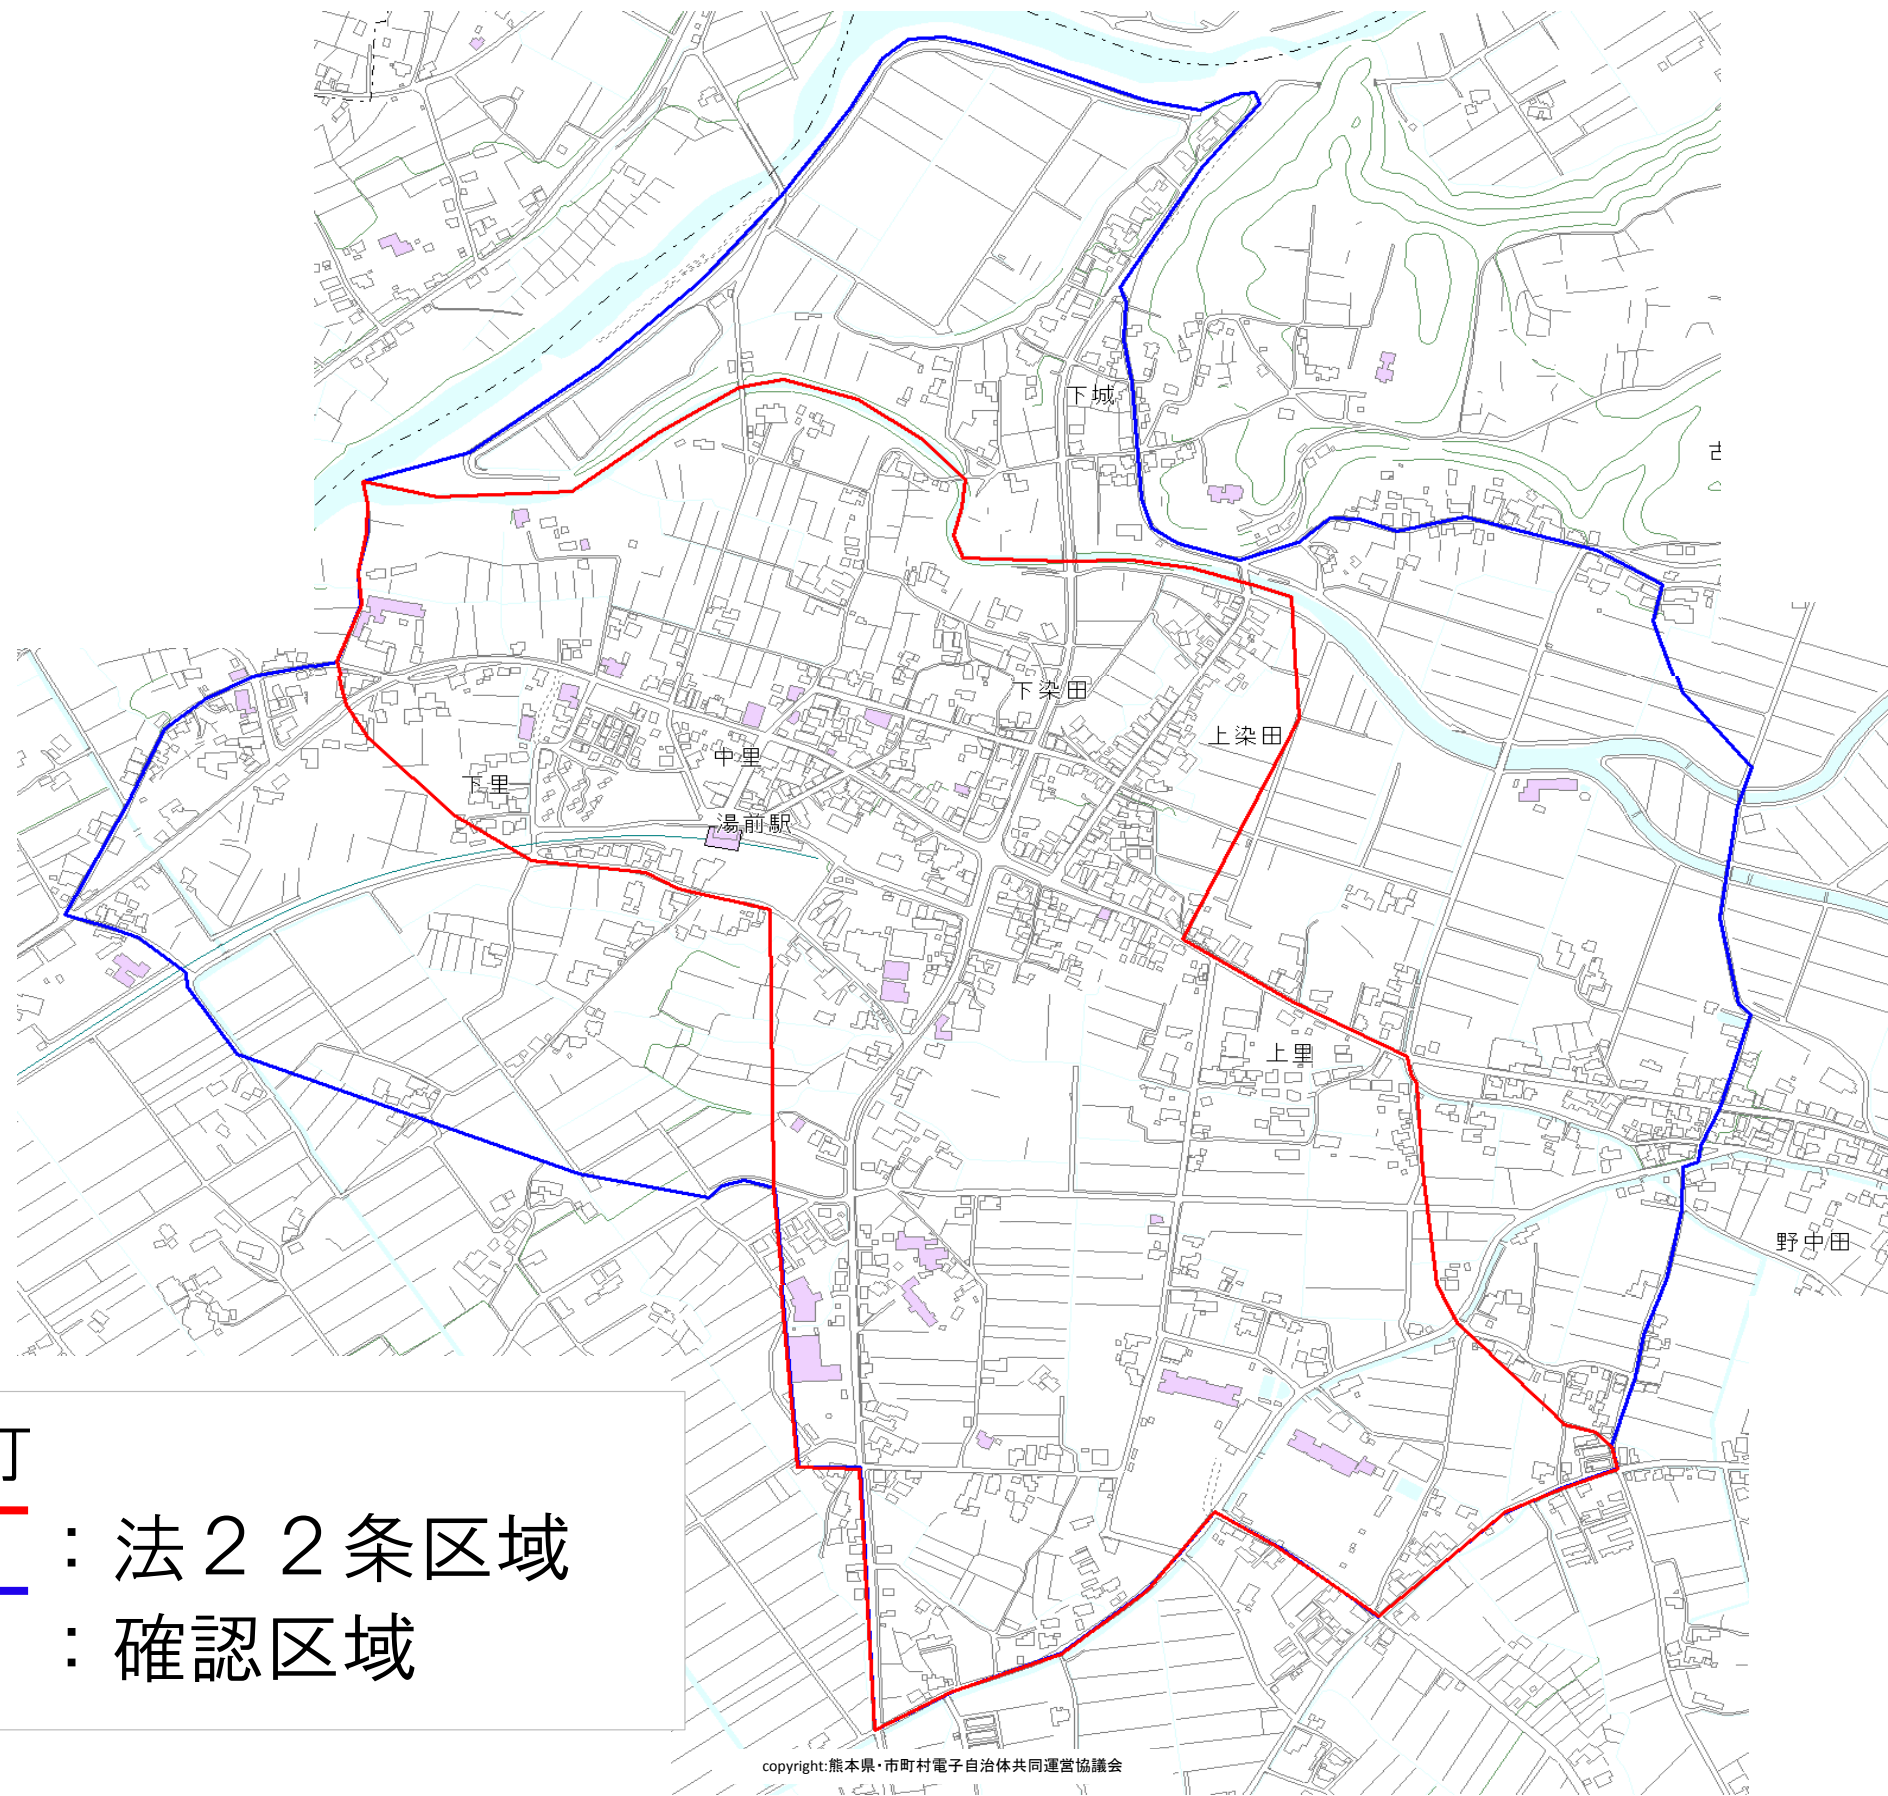 下城
下染田
上染田
中里
下里
湯前駅
上里
野中田
町
：法２２条区域
：確認区域
copyright:熊本県・市町村電子自治体共同運営協議会